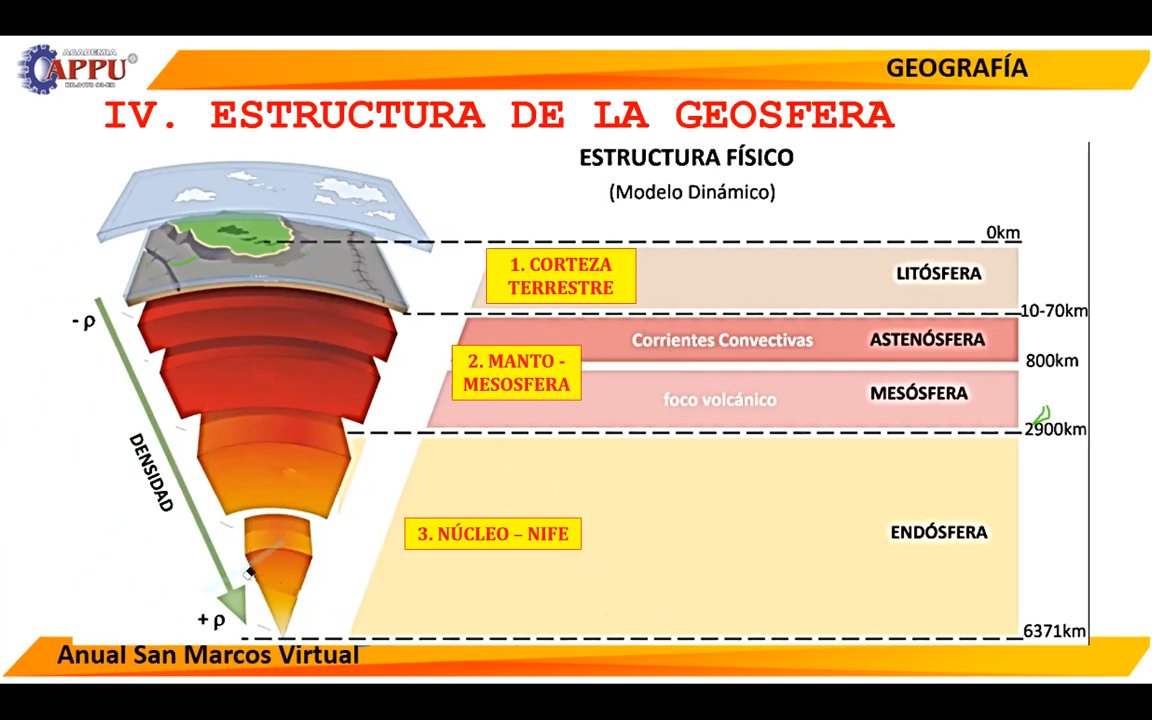 ACADEMIA
APPU
GEOGRAFÍA
IV. ESTRUCTURA DE LA GEOSFERA
ESTRUCTURA FÍSICO
(Modelo Dinámico)
0km
1. CORTEZA
TERRESTRE
LITÓSFERA
10-70km
- ρ
Corrientes Convectivas
ASTENÓSFERA
800km
2. MANTO -
MESOSFERA
foco volcánico
MESÓSFERA
2900km
DENSIDAD
3. NÚCLEO – NIFE
ENDÓSFERA
+ ρ
6371km
Anual San Marcos Virtual